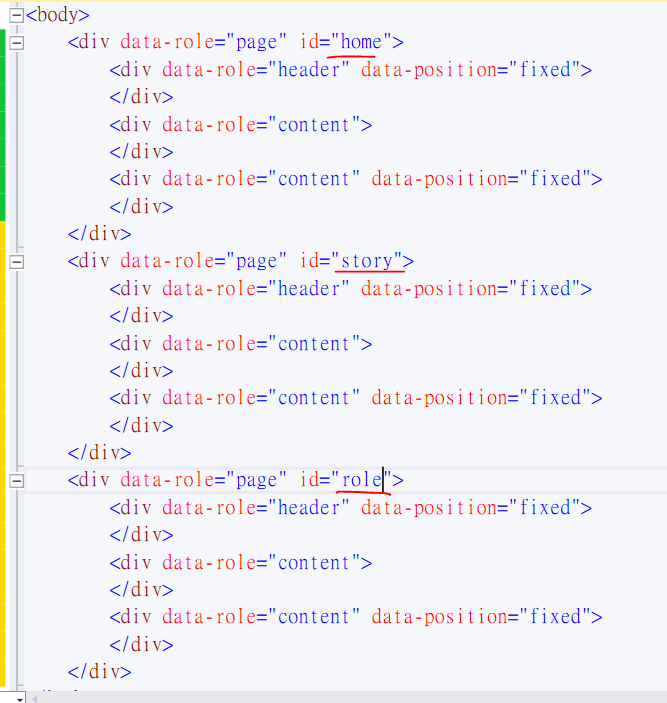 <body>
<div data-role="page" id="home">
<div data-role="header" data-position="fixed">
</div>
<div data-role="content">
</div>
<div data-role="content" data-position="fixed">
</div>
</div>
<div data-role="page" id="story">
<div data-role="header" data-position="fixed">
</div>
<div data-role="content">
</div>
<div data-role="content" data-position="fixed">
</div>
</div>
<div data-role="page" id="role">
<div data-role="header" data-position="fixed">
</div>
<div data-role="content">
</div>
<div data-role="content" data-position="fixed">
</div>
</div>